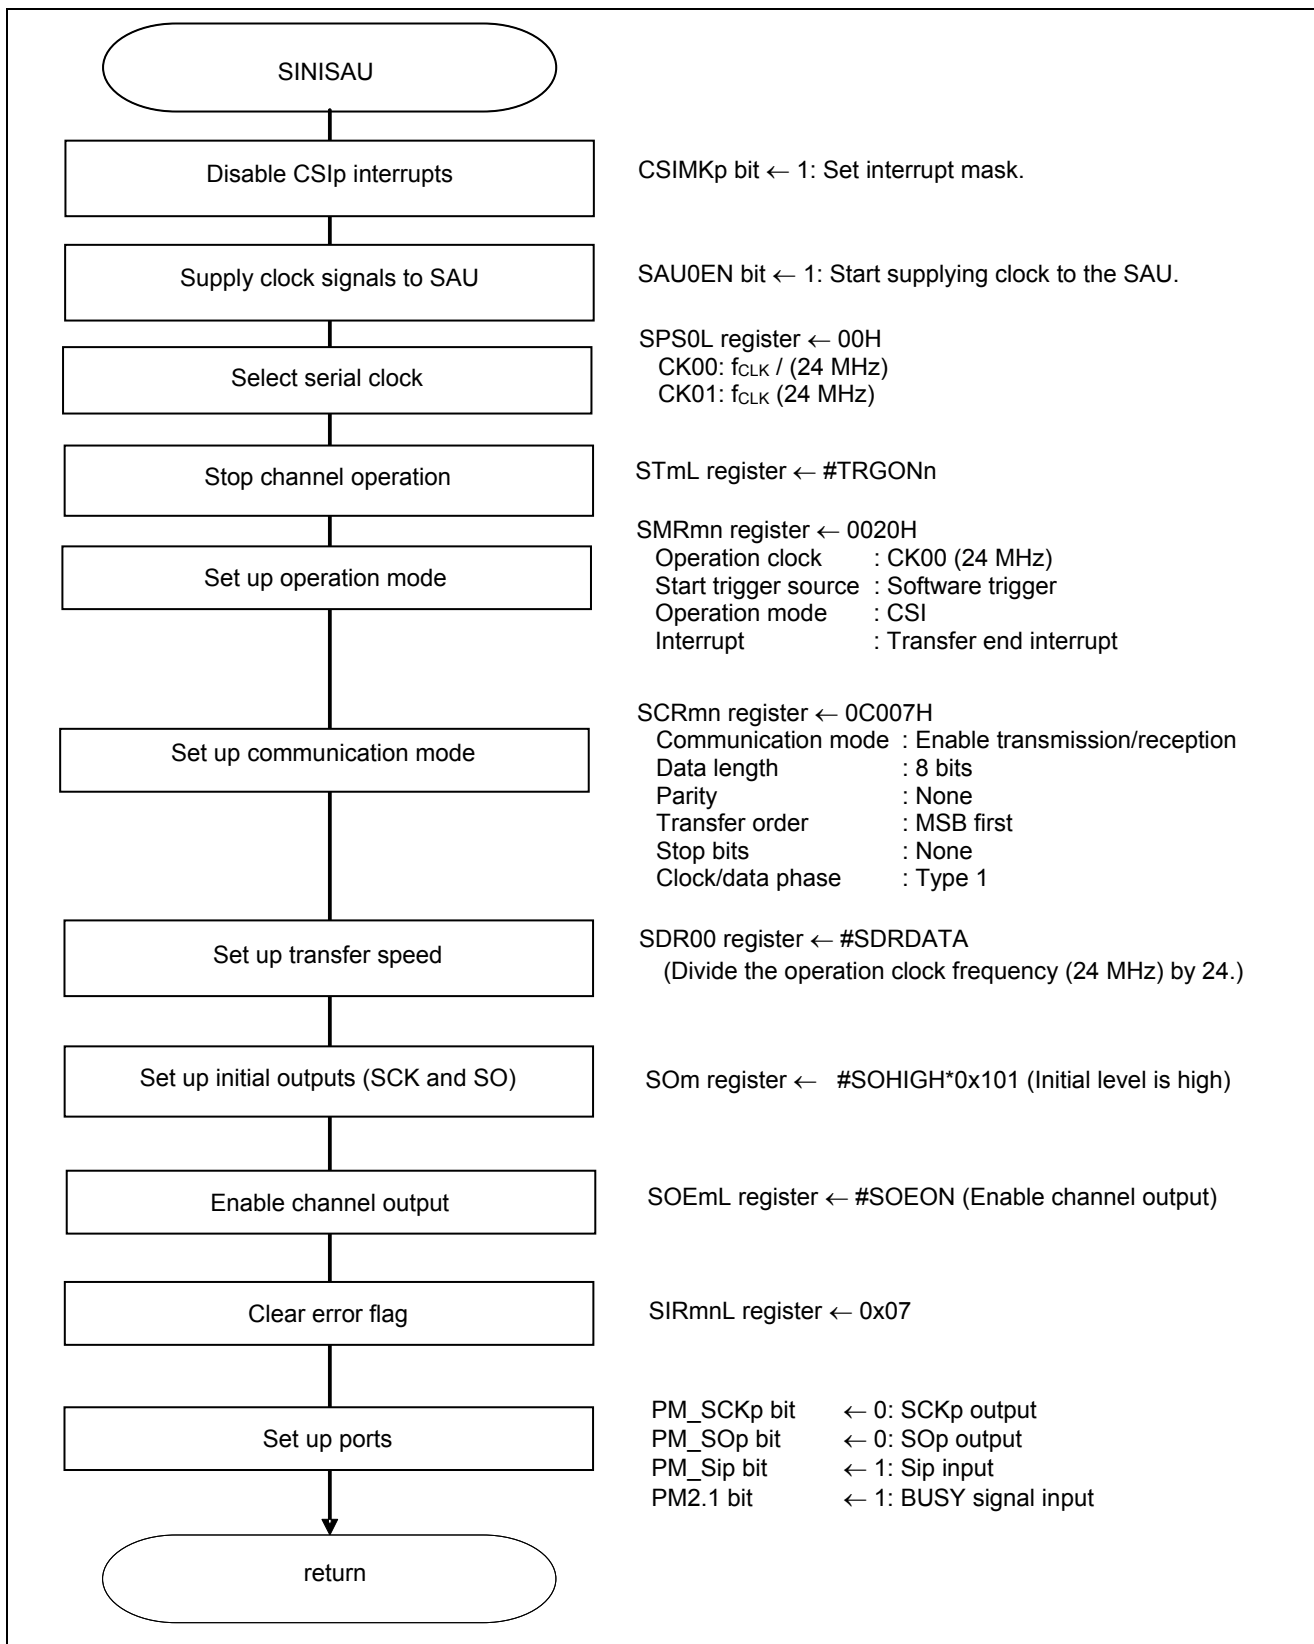 SINISAU
Disable CSIp interrupts
CSIMKp bit ← 1: Set interrupt mask.
Supply clock signals to SAU
SAU0EN bit ← 1: Start supplying clock to the SAU.
Select serial clock
SPS0L register ← 00H
CK00: fCLK / (24 MHz)
CK01: fCLK (24 MHz)
Stop channel operation
STmL register ← #TRGONn
Set up operation mode
SMRmn register ← 0020H
Operation clock : CK00 (24 MHz)
Start trigger source : Software trigger
Operation mode : CSI
Interrupt : Transfer end interrupt
Set up communication mode
SCRmn register ← 0C007H
Communication mode : Enable transmission/reception
Data length : 8 bits
Parity : None
Transfer order : MSB first
Stop bits : None
Clock/data phase : Type 1
Set up transfer speed
SDR00 register ← #SDRDATA
(Divide the operation clock frequency (24 MHz) by 24.)
Set up initial outputs (SCK and SO)
SOm register ← #SOHIGH*0x101 (Initial level is high)
Enable channel output
SOEmL register ← #SOEON (Enable channel output)
Clear error flag
SIRmnL register ← 0x07
Set up ports
PM_SCKp bit ← 0: SCKp output
PM_SOp bit ← 0: SOp output
PM_Sip bit ← 1: Sip input
PM2.1 bit ← 1: BUSY signal input
return